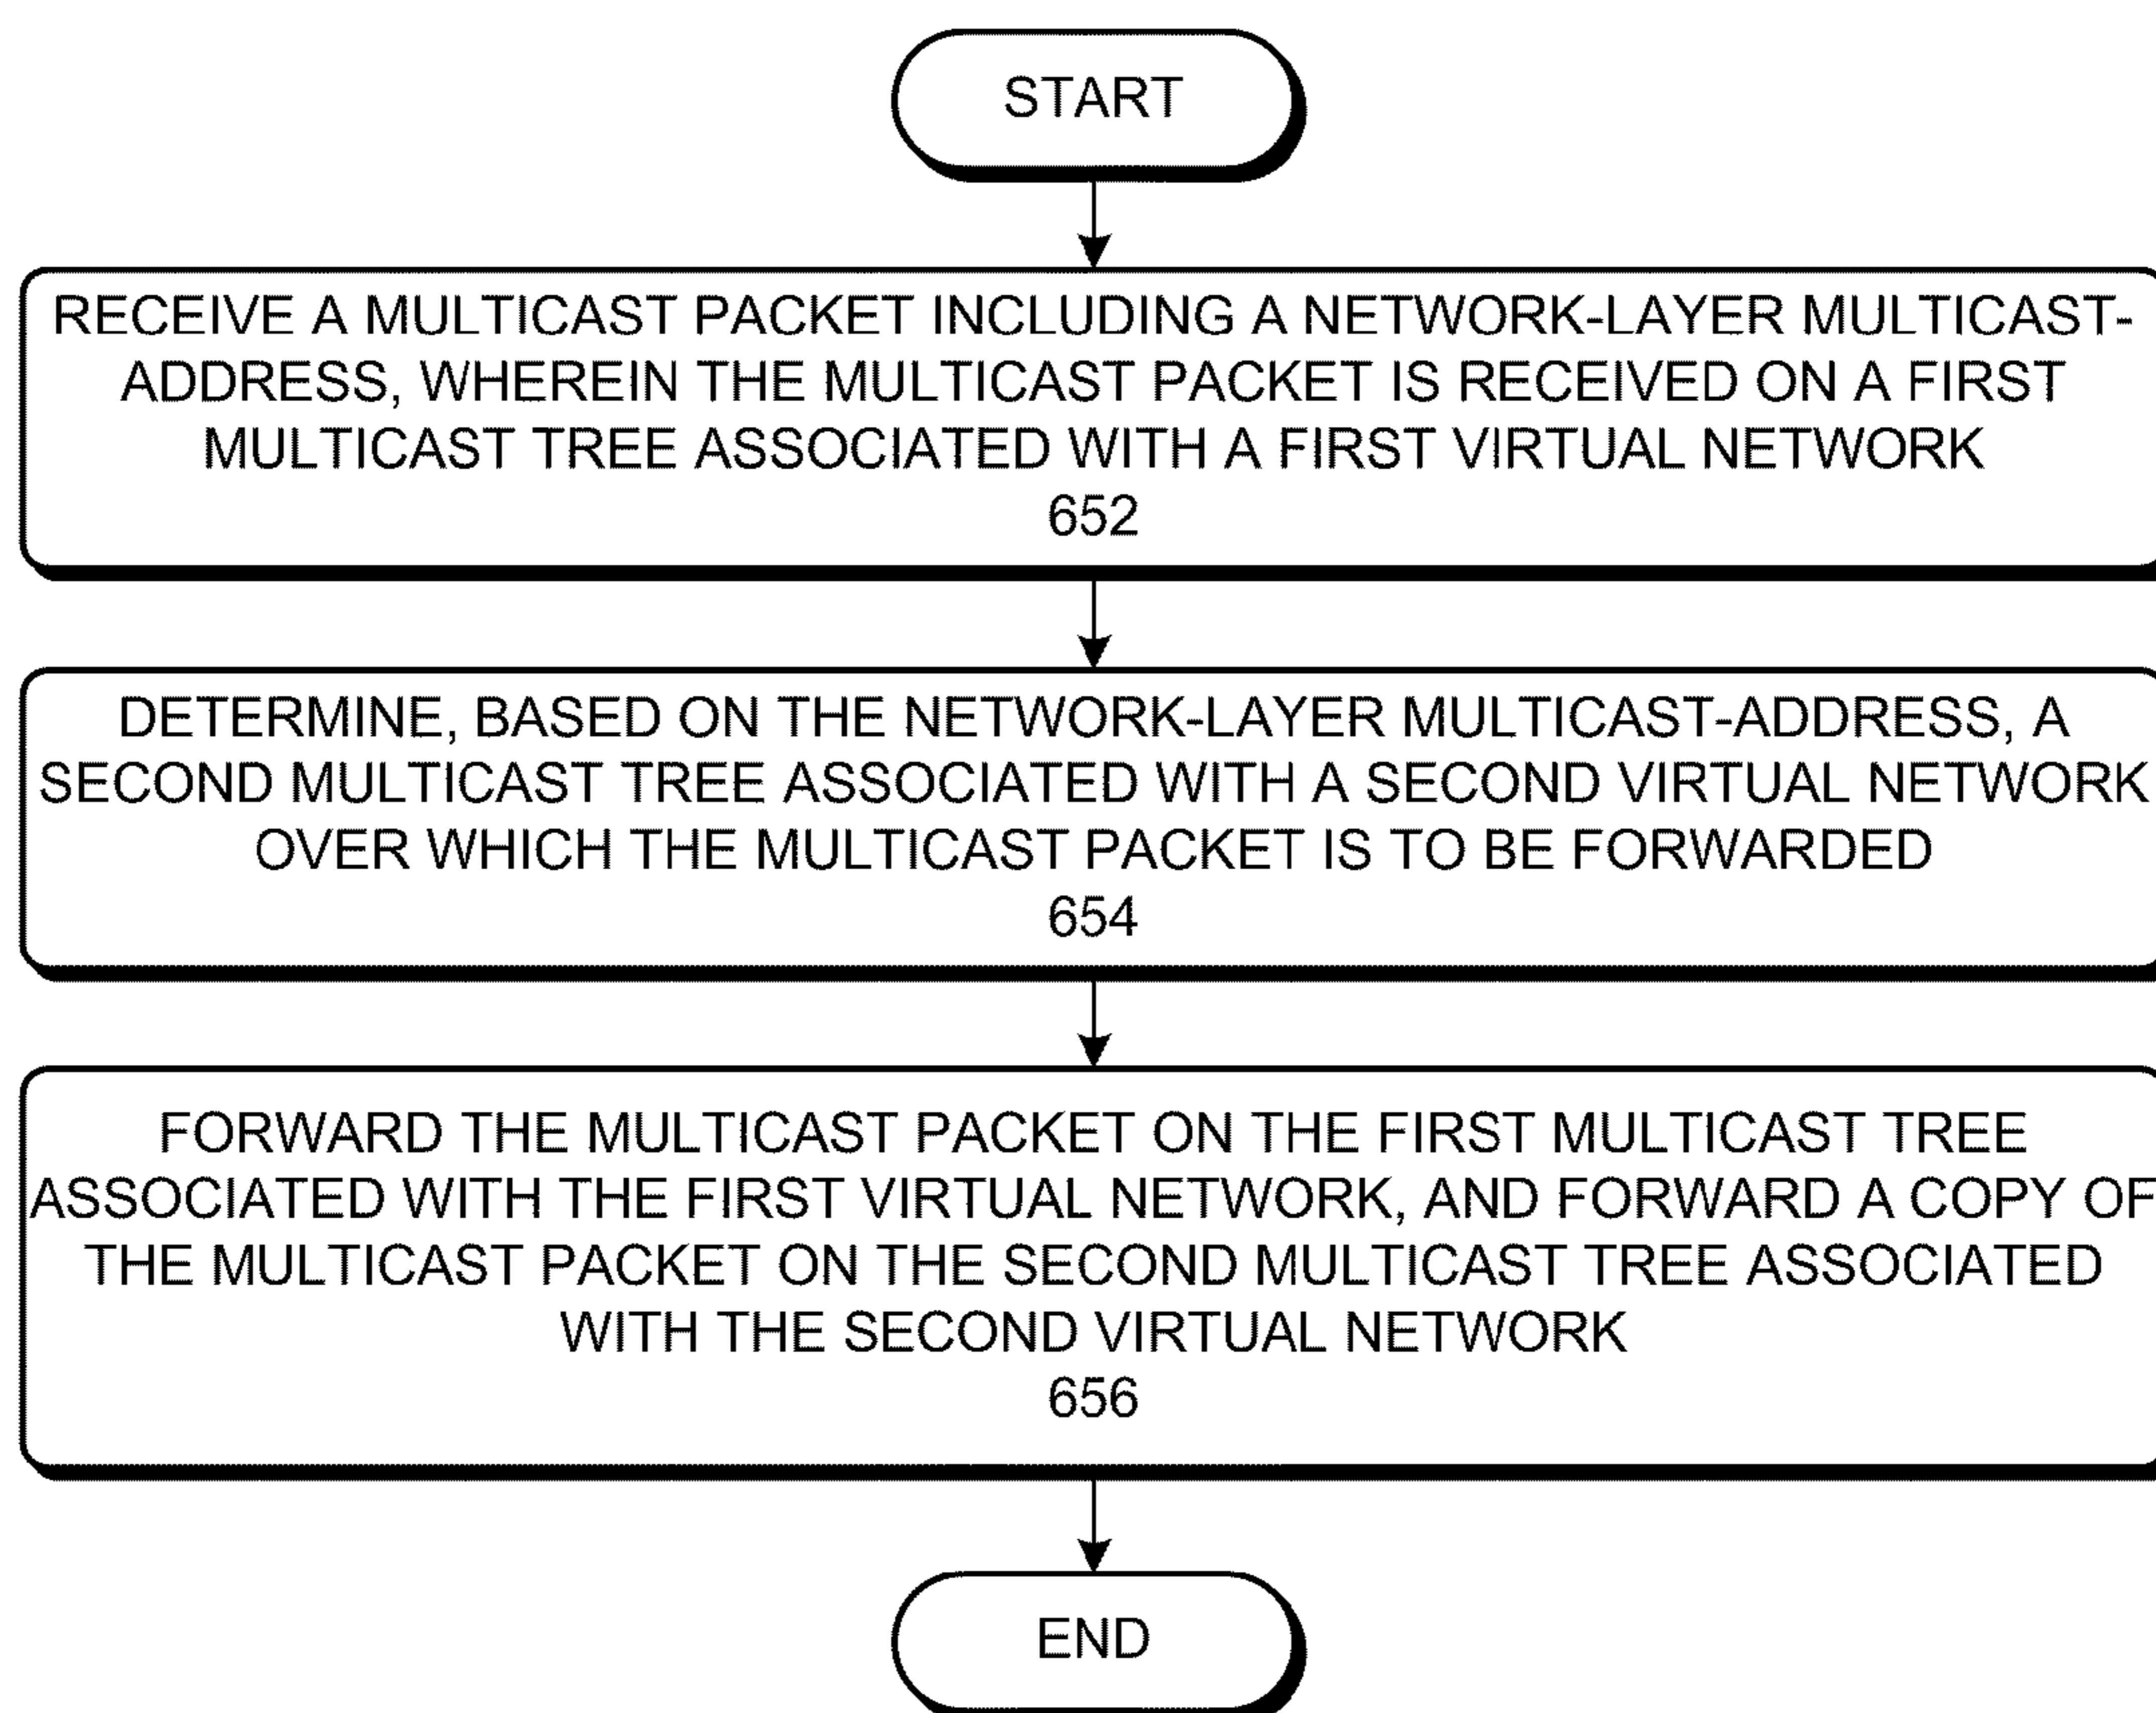 START
RECEIVE A MULTICAST PACKET INCLUDING A NETWORK-LAYER MULTICAST-
ADDRESS, WHEREIN THE MULTICAST PACKET IS RECEIVED ON A FIRST
MULTICAST TREE ASSOCIATED WITH A FIRST VIRTUAL NETWORK
652
DETERMINE, BASED ON THE NETWORK-LAYER MULTICAST-ADDRESS, A
SECOND MULTICAST TREE ASSOCIATED WITH A SECOND VIRTUAL NETWORK
OVER WHICH THE MULTICAST PACKET IS TO BE FORWARDED
654
FORWARD THE MULTICAST PACKET ON THE FIRST MULTICAST TREE
ASSOCIATED WITH THE FIRST VIRTUAL NETWORK, AND FORWARD A COPY OF
THE MULTICAST PACKET ON THE SECOND MULTICAST TREE ASSOCIATED
WITH THE SECOND VIRTUAL NETWORK
656
END